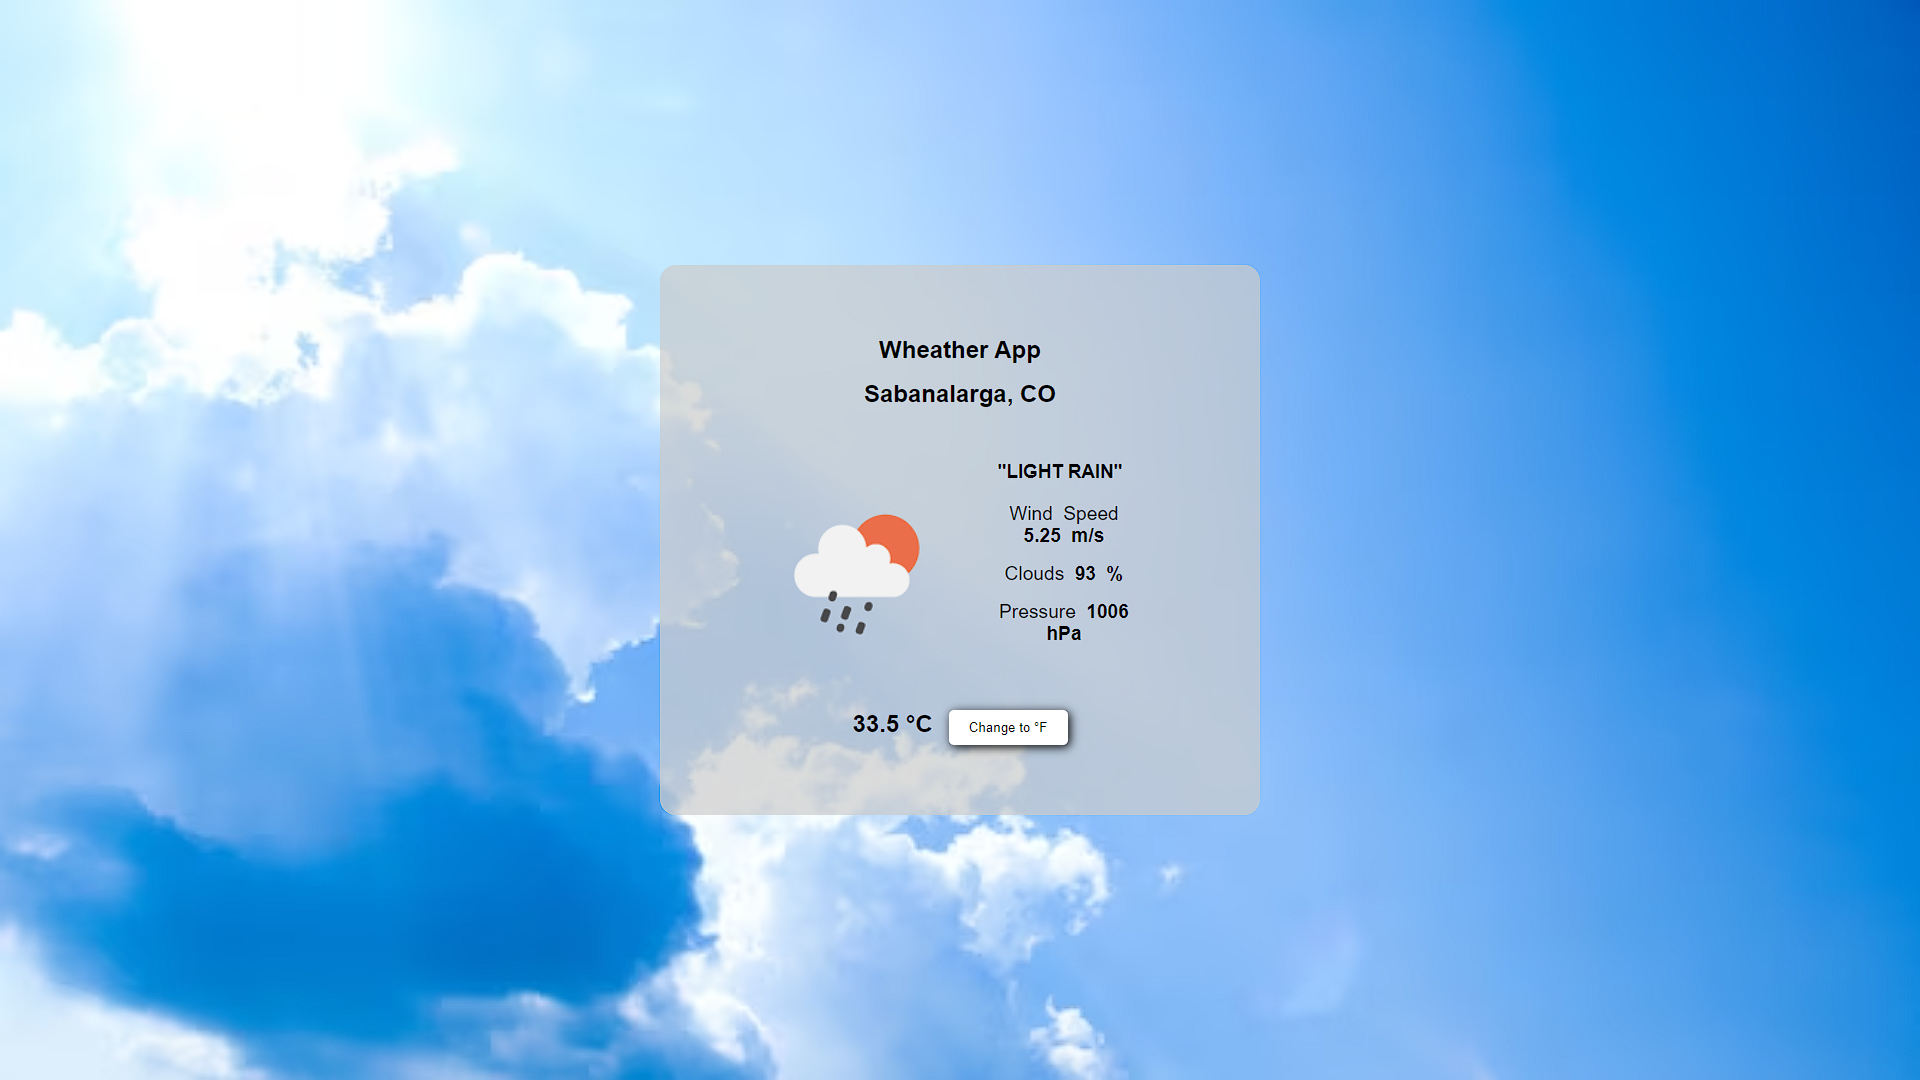 Wheather App
Sabanalarga, CO
"LIGHT RAIN"
Wind Speed
5.25 m/s
Clouds 93 %
Pressure 1006
hPa
33.5 °C
Change to °F